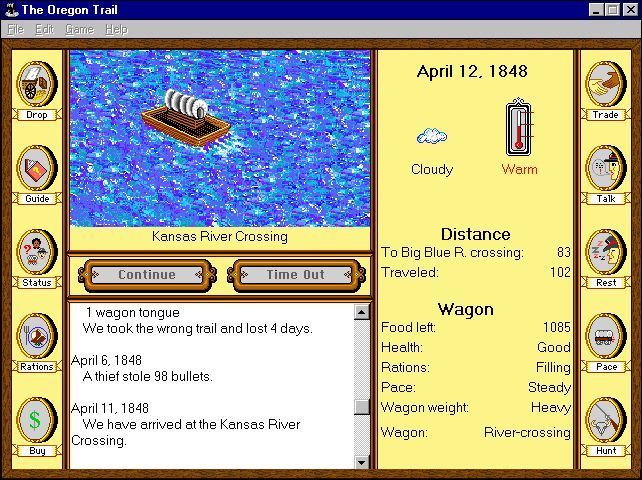 The Oregon Trail
File Edit Game Help
Drop
Guide
Status
Rations
$
Buy
Kansas River Crossing
Continue
Time Out
1 wagon tongue
We took the wrong trail and lost 4 days.
April 6, 1848
A thief stole 98 bullets.
April 11, 1848
We have arrived at the Kansas River
Crossing.
April 12, 1848
Cloudy
Warm
Distance
To Big Blue R. crossing: 83
Traveled: 102
Wagon
Food left: 1085
Health: Good
Rations: Filling
Pace: Steady
Wagon weight: Heavy
Wagon: River-crossing
Trade
Talk
Rest
Pace
Hunt